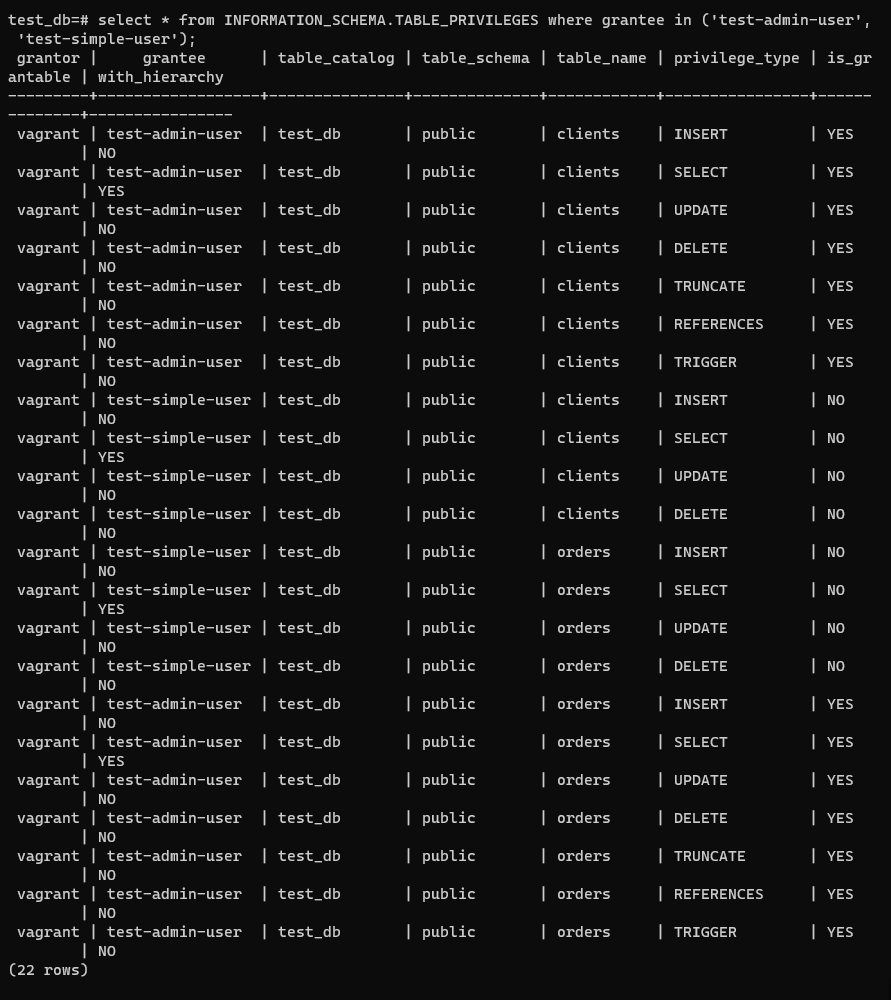 test_db=# select * from INFORMATION_SCHEMA.TABLE_PRIVILEGES where grantee in ('test-admin-user',
 'test-simple-user');
 grantor |     grantee      | table_catalog | table_schema | table_name | privilege_type | is_gr
antable | with_hierarchy
---------+------------------+---------------+--------------+------------+----------------+------
--------+----------------
 vagrant | test-admin-user  | test_db       | public       | clients    | INSERT         | YES
        | NO
 vagrant | test-admin-user  | test_db       | public       | clients    | SELECT         | YES
        | YES
 vagrant | test-admin-user  | test_db       | public       | clients    | UPDATE         | YES
        | NO
 vagrant | test-admin-user  | test_db       | public       | clients    | DELETE         | YES
        | NO
 vagrant | test-admin-user  | test_db       | public       | clients    | TRUNCATE       | YES
        | NO
 vagrant | test-admin-user  | test_db       | public       | clients    | REFERENCES     | YES
        | NO
 vagrant | test-admin-user  | test_db       | public       | clients    | TRIGGER        | YES
        | NO
 vagrant | test-simple-user | test_db       | public       | clients    | INSERT         | NO
        | NO
 vagrant | test-simple-user | test_db       | public       | clients    | SELECT         | NO
        | YES
 vagrant | test-simple-user | test_db       | public       | clients    | UPDATE         | NO
        | NO
 vagrant | test-simple-user | test_db       | public       | clients    | DELETE         | NO
        | NO
 vagrant | test-simple-user | test_db       | public       | orders     | INSERT         | NO
        | NO
 vagrant | test-simple-user | test_db       | public       | orders     | SELECT         | NO
        | YES
 vagrant | test-simple-user | test_db       | public       | orders     | UPDATE         | NO
        | NO
 vagrant | test-simple-user | test_db       | public       | orders     | DELETE         | NO
        | NO
 vagrant | test-admin-user  | test_db       | public       | orders     | INSERT         | YES
        | NO
 vagrant | test-admin-user  | test_db       | public       | orders     | SELECT         | YES
        | YES
 vagrant | test-admin-user  | test_db       | public       | orders     | UPDATE         | YES
        | NO
 vagrant | test-admin-user  | test_db       | public       | orders     | DELETE         | YES
        | NO
 vagrant | test-admin-user  | test_db       | public       | orders     | TRUNCATE       | YES
        | NO
 vagrant | test-admin-user  | test_db       | public       | orders     | REFERENCES     | YES
        | NO
 vagrant | test-admin-user  | test_db       | public       | orders     | TRIGGER        | YES
        | NO
(22 rows)